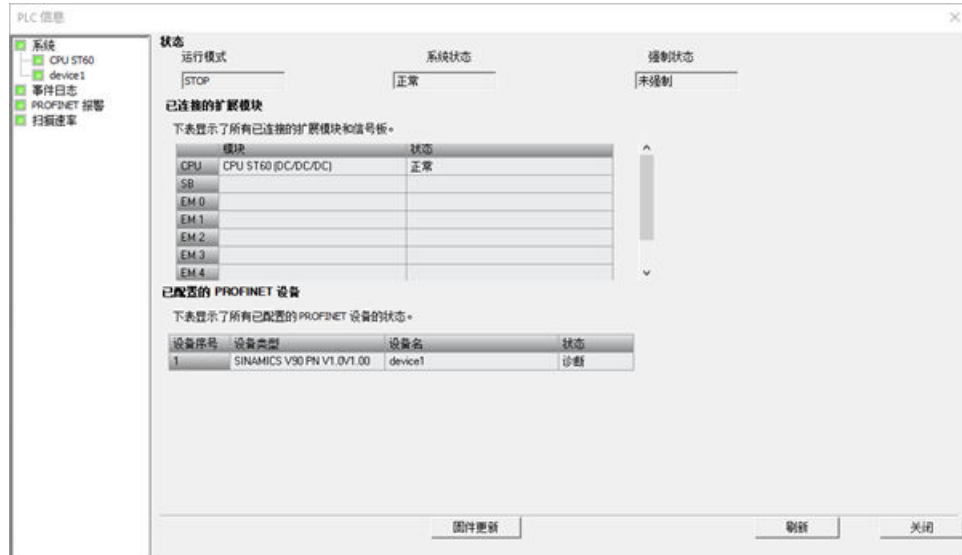 PLC 信息
系统
CPU ST60
device1
事件日志
PROFINET 报警
扫描速率
状态
运行模式 系统状态 强制状态
STOP 正常 未强制
已连接的扩展模块
下表显示了所有已连接的扩展模块和信号板。
模块 状态
CPU CPU ST60 (DC/DC/DC) 正常
SB
EM 0
EM 1
EM 2
EM 3
EM 4
已配置的 PROFINET 设备
下表显示了所有已配置的 PROFINET 设备的状态。
设备序号 设备类型 设备名 状态
1 SINAMICS V90 PN V1.0V1.00 device1 诊断
固件更新 刷新 关闭